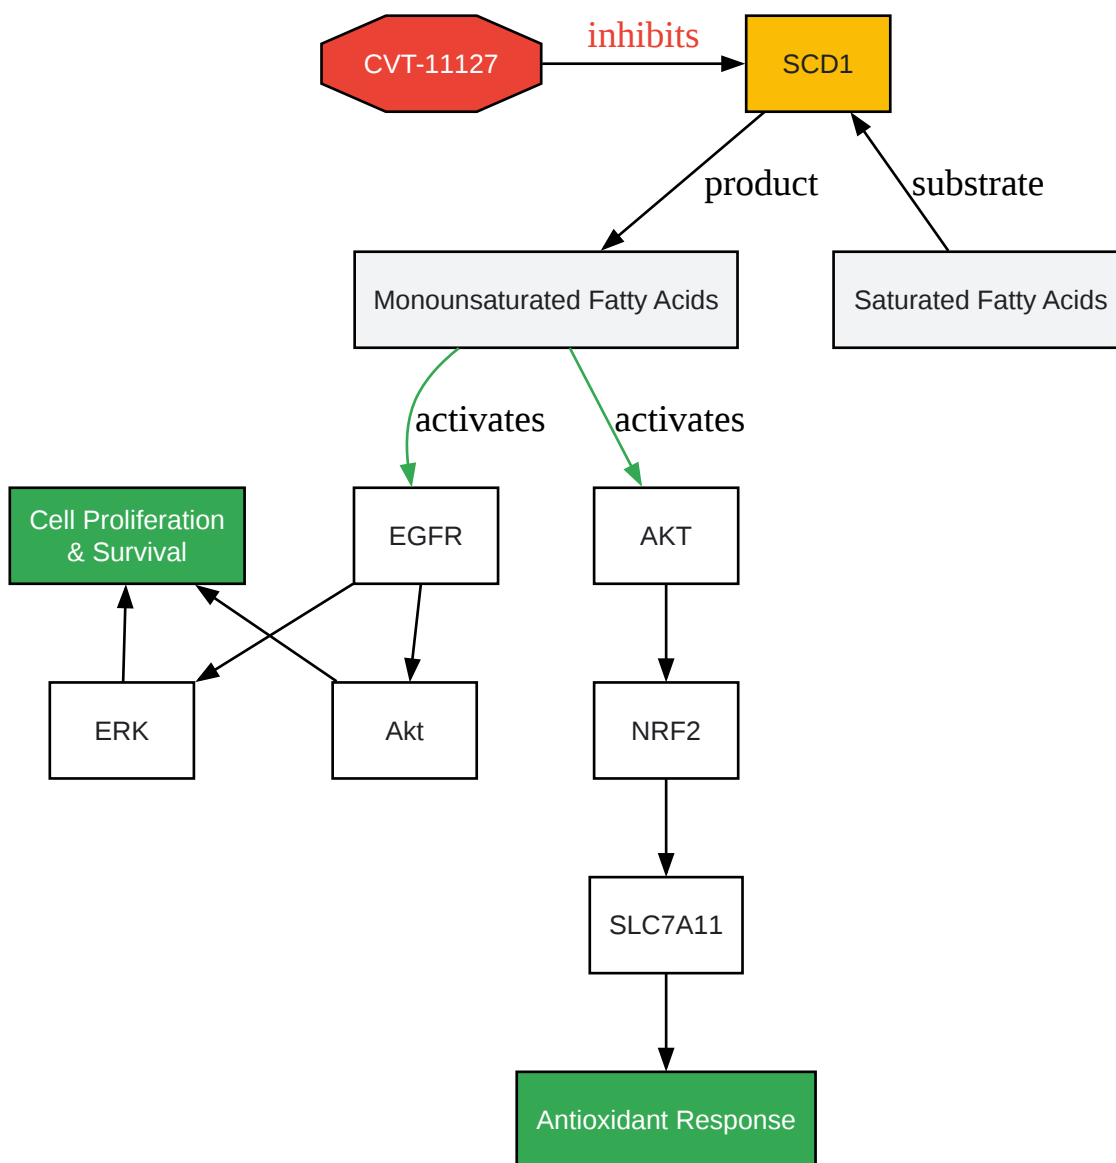 CVT-11127
inhibits
SCD1
product
substrate
Monounsaturated Fatty Acids
Saturated Fatty Acids
activates
activates
Cell Proliferation
& Survival
EGFR
AKT
ERK
Akt
NRF2
SLC7A11
Antioxidant Response